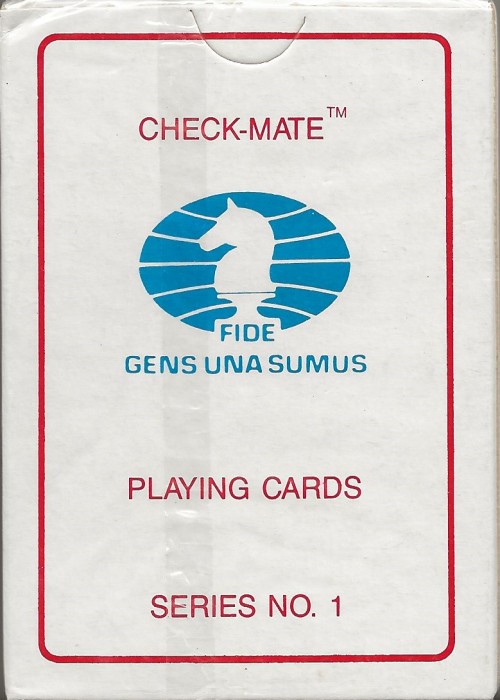 CHECK-MATE™
FIDE
GENS UNA SUMUS
PLAYING CARDS
SERIES NO. 1